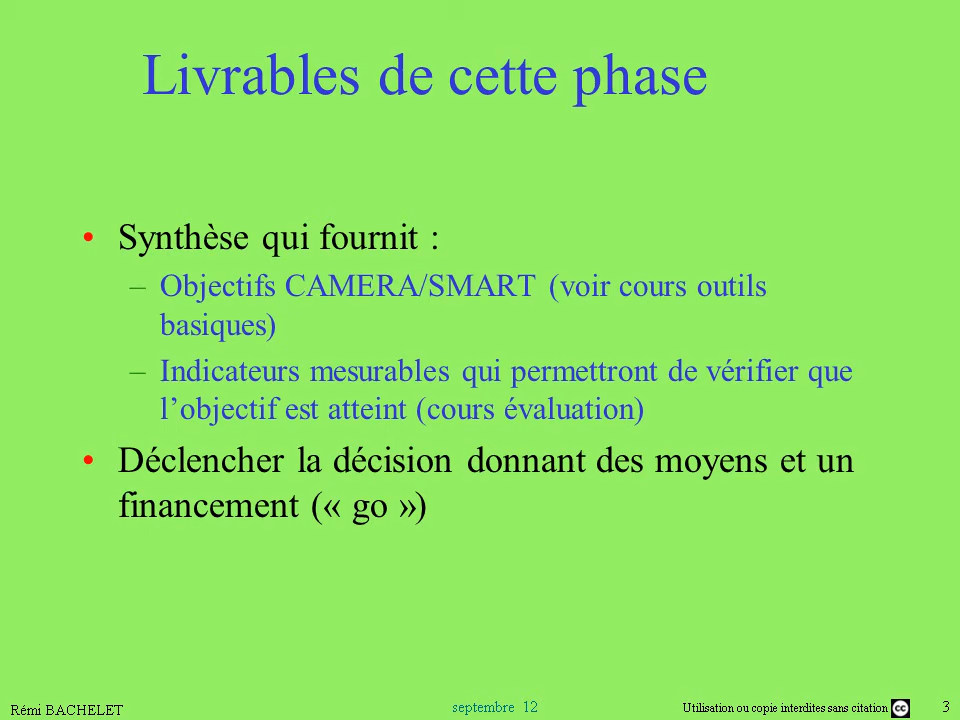 Livrables de cette phase
• Synthèse qui fournit :
– Objectifs CAMERA/SMART (voir cours outils
basiques)
– Indicateurs mesurables qui permettront de vérifier que
l’objectif est atteint (cours évaluation)
• Déclencher la décision donnant des moyens et un
financement (« go »)
Rémi BACHELET
septembre 12
Utilisation ou copie interdites sans citation
cc
3